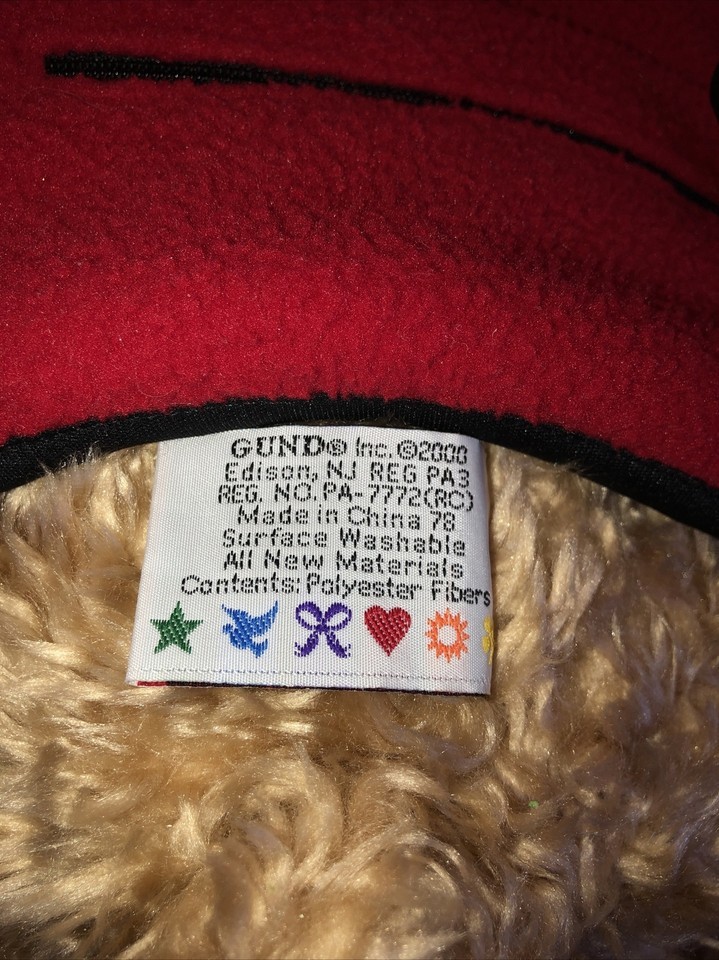 GUND® Inc. ©2000
Edison, NJ REG PA3
REG. NO. PA-7772(RC)
Made in China 78
Surface Washable
All New Materials
Contents: Polyester Fibers